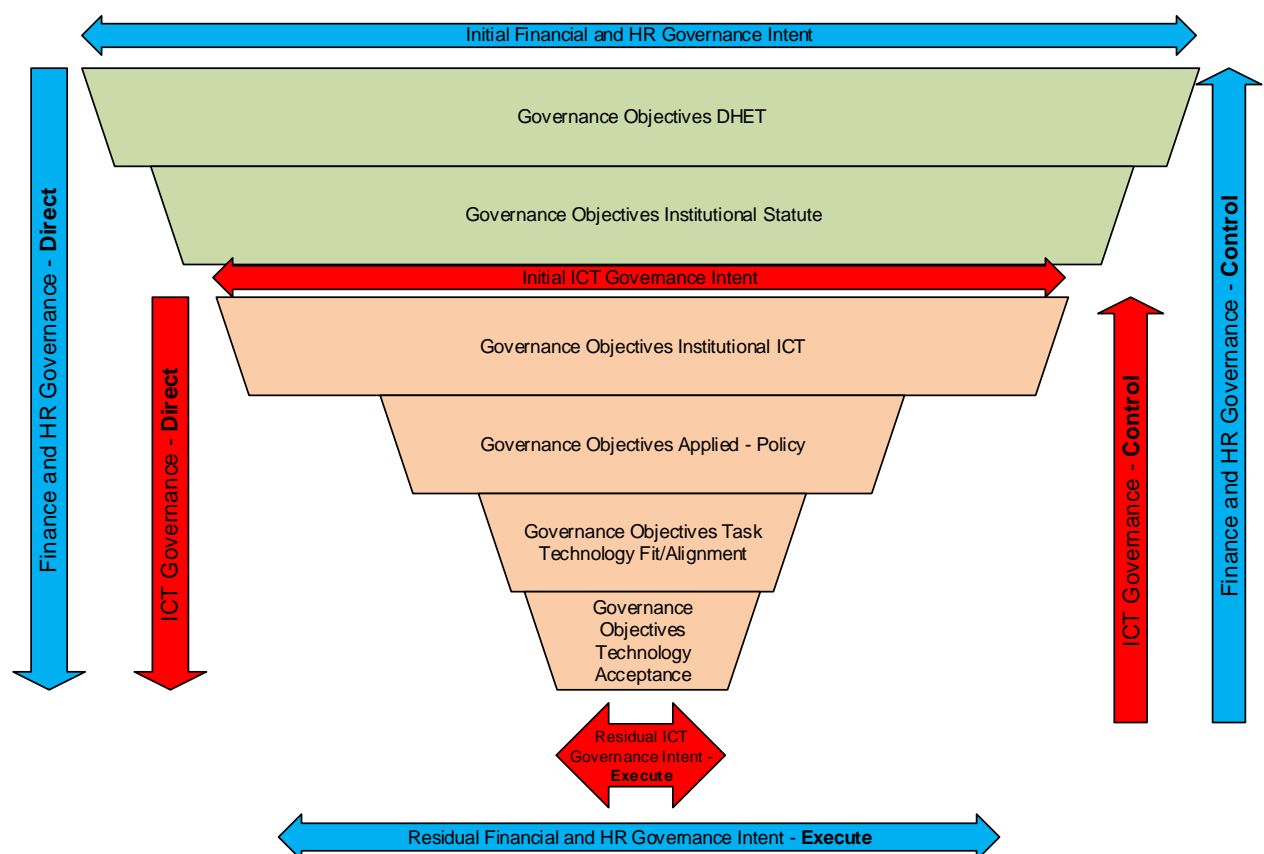 Initial Financial and HR Governance Intent
Governance Objectives DHET
Governance Objectives Institutional Statute
Initial ICT Governance Intent
Governance Objectives Institutional ICT
Governance Objectives Applied - Policy
Governance Objectives Task
Technology Fit/Alignment
Governance
Objectives
Technology
Acceptance
Finance and HR Governance - Direct
ICT Governance - Direct
ICT Governance - Control
Finance and HR Governance - Control
Residual ICT
Governance Intent -
Execute
Residual Financial and HR Governance Intent - Execute